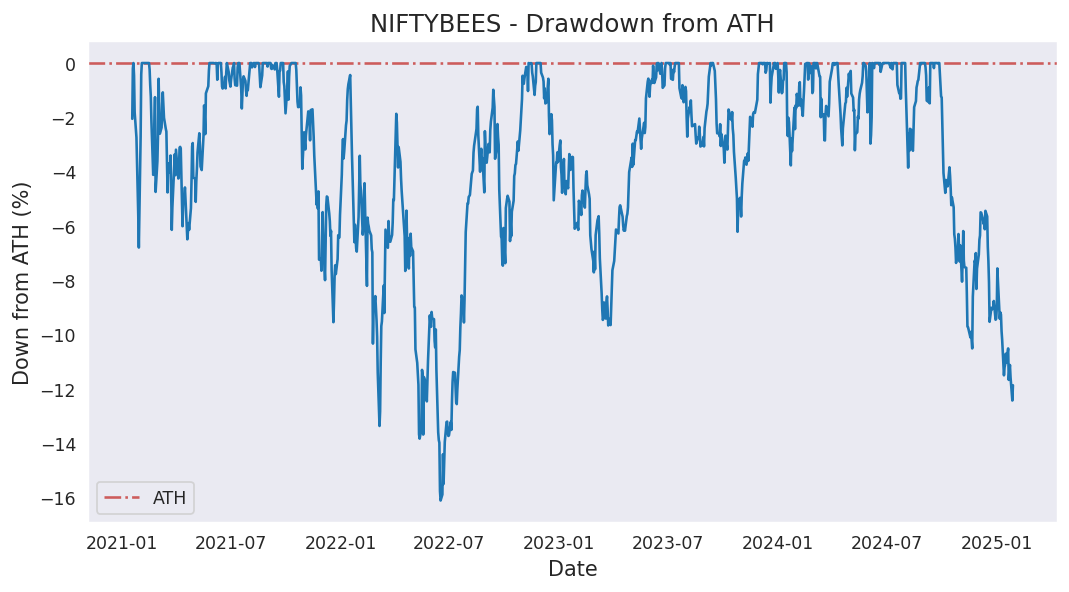 NIFTYBEES - Drawdown from ATH
Down from ATH (%)
0
−2
−4
−6
−8
−10
−12
−14
−16
ATH
2021-01 2021-07 2022-01 2022-07 2023-01 2023-07 2024-01 2024-07 2025-01
Date